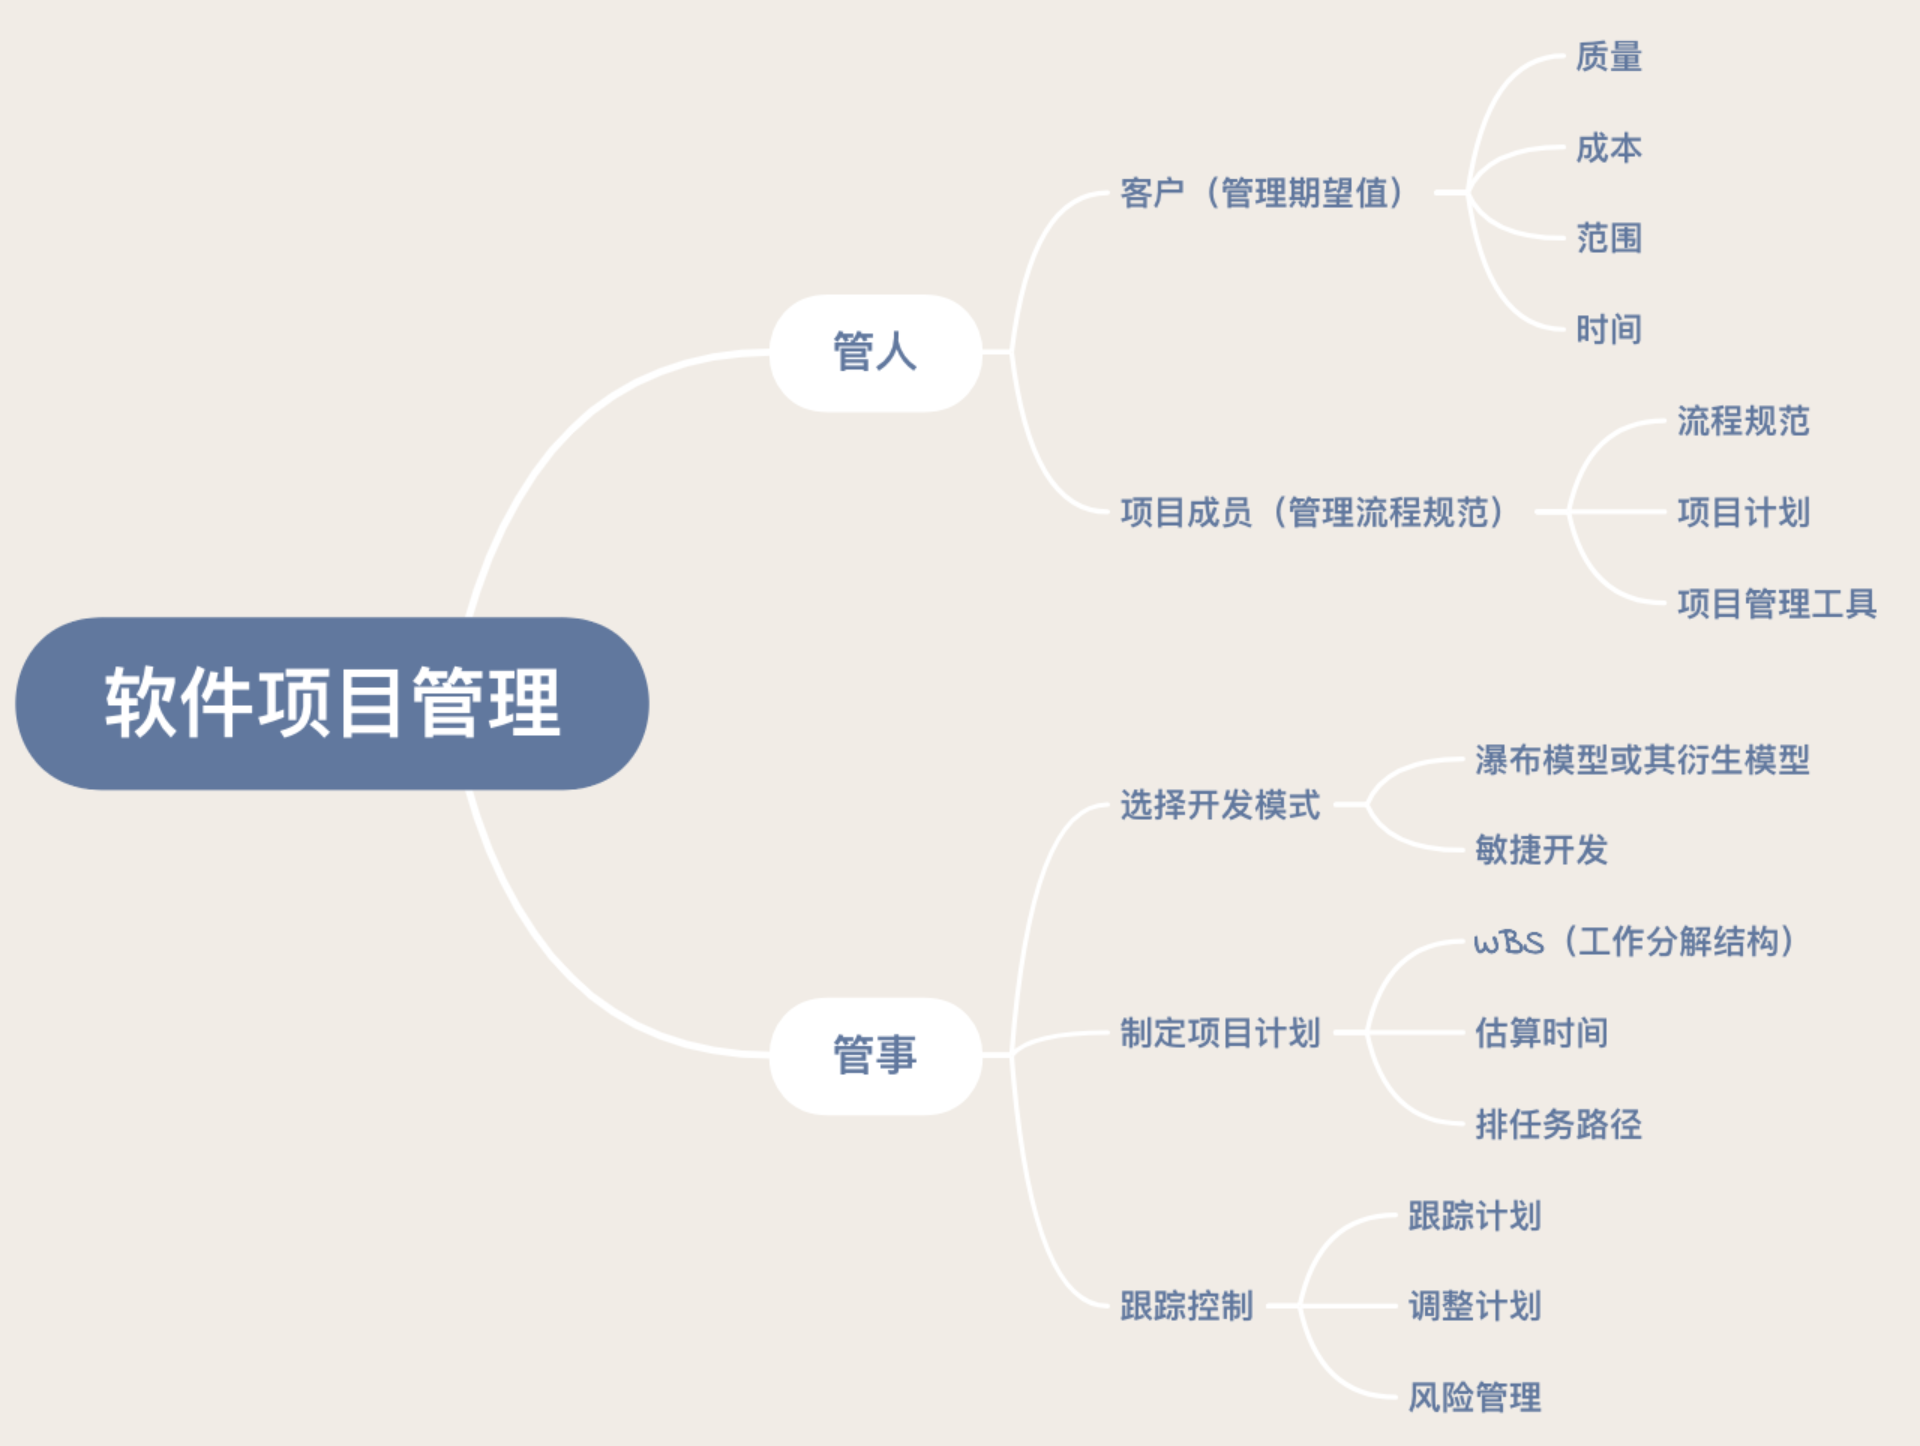 软件项目管理
管人
客户（管理期望值）
质量
成本
范围
时间
项目成员（管理流程规范）
流程规范
项目计划
项目管理工具
管事
选择开发模式
瀑布模型或其衍生模型
敏捷开发
制定项目计划
WBS（工作分解结构）
估算时间
排任务路径
跟踪控制
跟踪计划
调整计划
风险管理